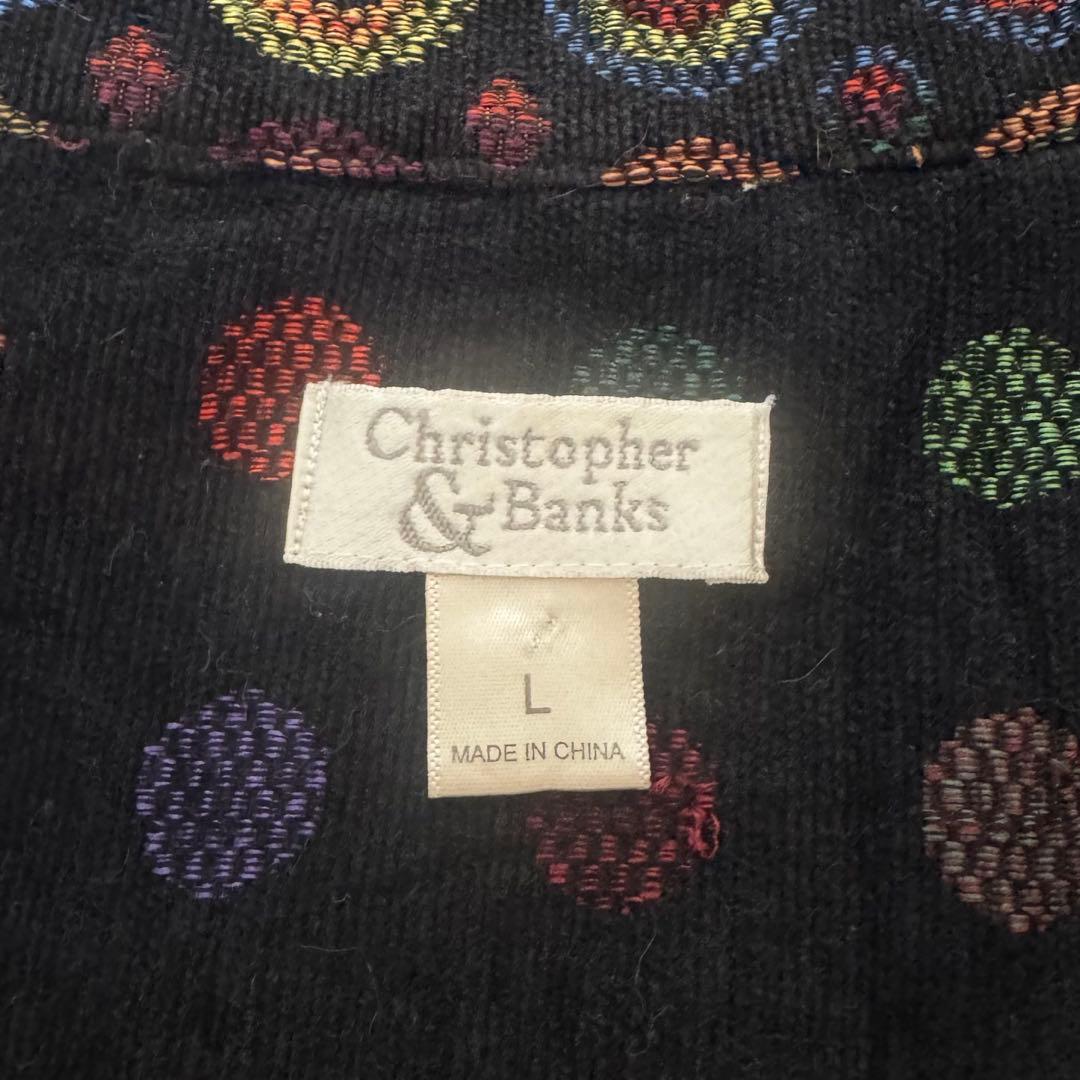 Christopher
& Banks
L
MADE IN CHINA